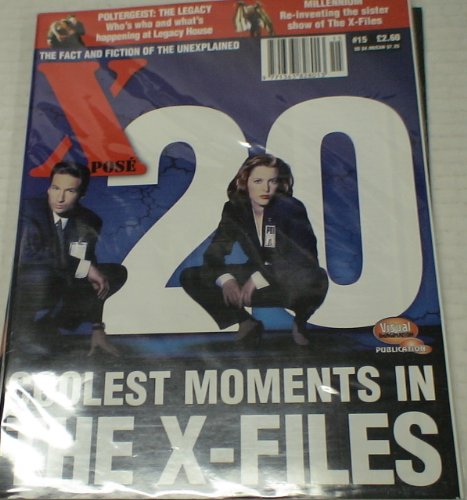 POLTERGEIST: THE LEGACY
Who's who and what's
happening at Legacy House
MILLENNIUM
Re-inventing the sister
show of The X-Files
THE FACT AND FICTION OF THE UNEXPLAINED
#15 £2.60
X
POSÉ
20
Visual
PUBLICATION
COOLEST MOMENTS IN
THE X-FILES